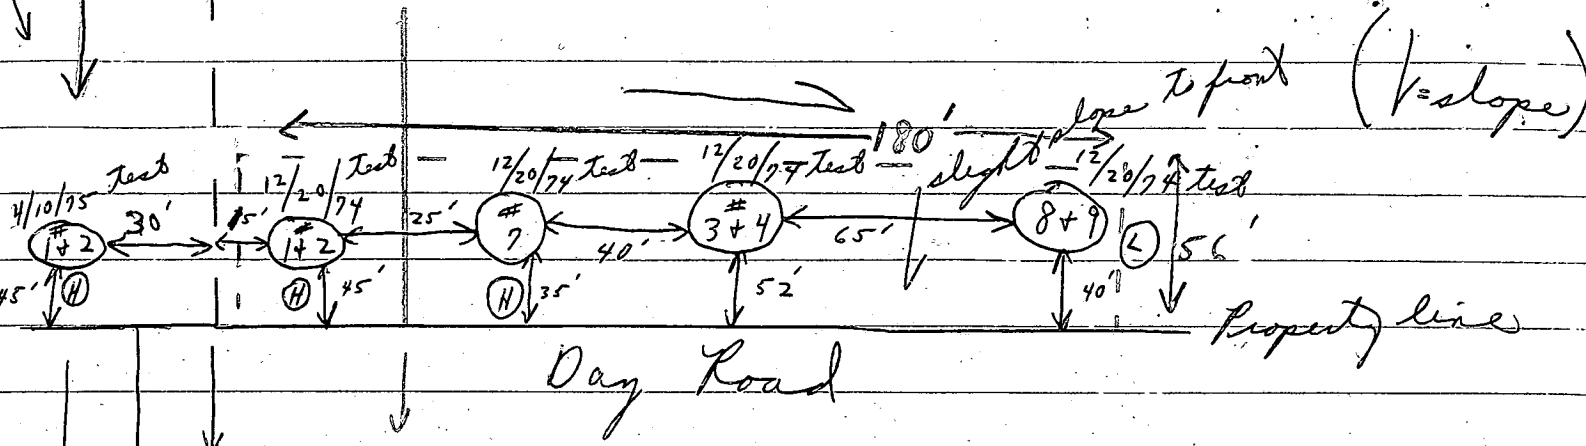 to front (↓=slope)
180'
slight slope
4/10/75 test 12/20/74 test 12/20/74 test 12/20/74 test 12/20/74 test
#1+2 30' 15' #1+2 25' #7 40' #3+4 65' 8+9 L 56'
45' H H 45' H 35' 52' 40'
Property line
Day Road